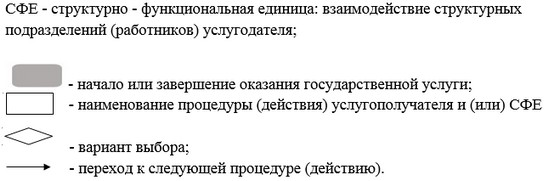 СФЕ - структурно - функциональная единица: взаимодействие структурных
подразделений (работников) услугодателя;
- начало или завершение оказания государственной услуги;
- наименование процедуры (действия) услугополучателя и (или) СФЕ
- вариант выбора;
- переход к следующей процедуре (действию).